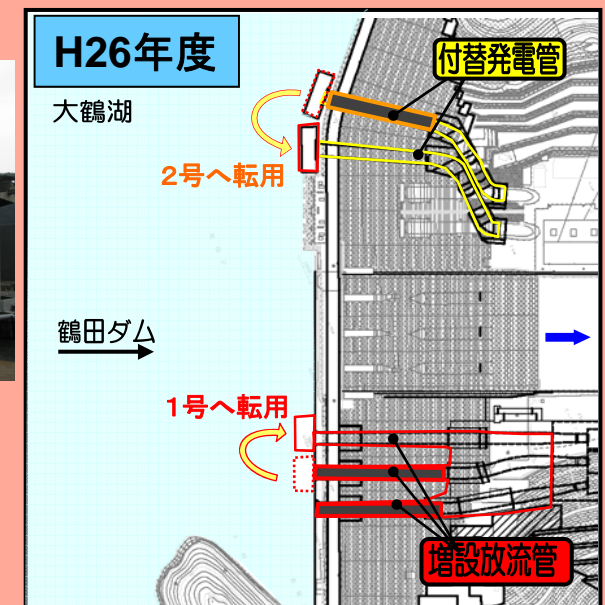 H26年度
付替発電管
大鶴湖
2号へ転用
鶴田ダム
1号へ転用
増設放流管